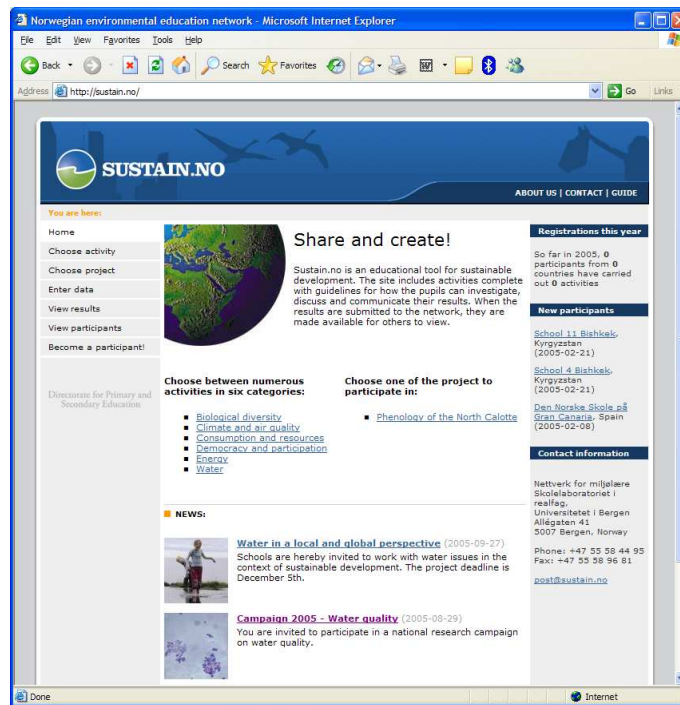 Norwegian environmental education network - Microsoft Internet Explorer
File Edit View Favorites Tools Help
Back Search Favorites
Address http://sustain.no/ Go Links
SUSTAIN.NO
ABOUT US | CONTACT | GUIDE
You are here:
Home
Choose activity
Choose project
Enter data
View results
View participants
Become a participant!
Directorate for Primary and
Secondary Education
Share and create!
Sustain.no is an educational tool for sustainable
development. The site includes activities complete
with guidelines for how the pupils can investigate,
discuss and communicate their results. When the
results are submitted to the network, they are
made available for others to view.
Choose between numerous
activities in six categories:
Biological diversity
Climate and air quality
Consumption and resources
Democracy and participation
Energy
Water
Choose one of the project to
participate in:
Phenology of the North Calotte
NEWS:
Water in a local and global perspective (2005-09-27)
Schools are hereby invited to work with water issues in the
context of sustainable development. The project deadline is
December 5th.
Campaign 2005 - Water quality (2005-08-29)
You are invited to participate in a national research campaign
on water quality.
Registrations this year
So far in 2005, 0
participants from 0
countries have carried
out 0 activities
New participants
School 11 Bishkek,
Kyrgyzstan
(2005-02-21)
School 4 Bishkek,
Kyrgyzstan
(2005-02-21)
Den Norske Skole på
Gran Canaria, Spain
(2005-02-08)
Contact information
Nettverk for miljølære
Skolelaboratoriet i
realfag,
Universitetet i Bergen
Allégaten 41
5007 Bergen, Norway
Phone: +47 55 58 44 95
Fax: +47 55 58 96 81
post@sustain.no
Done Internet